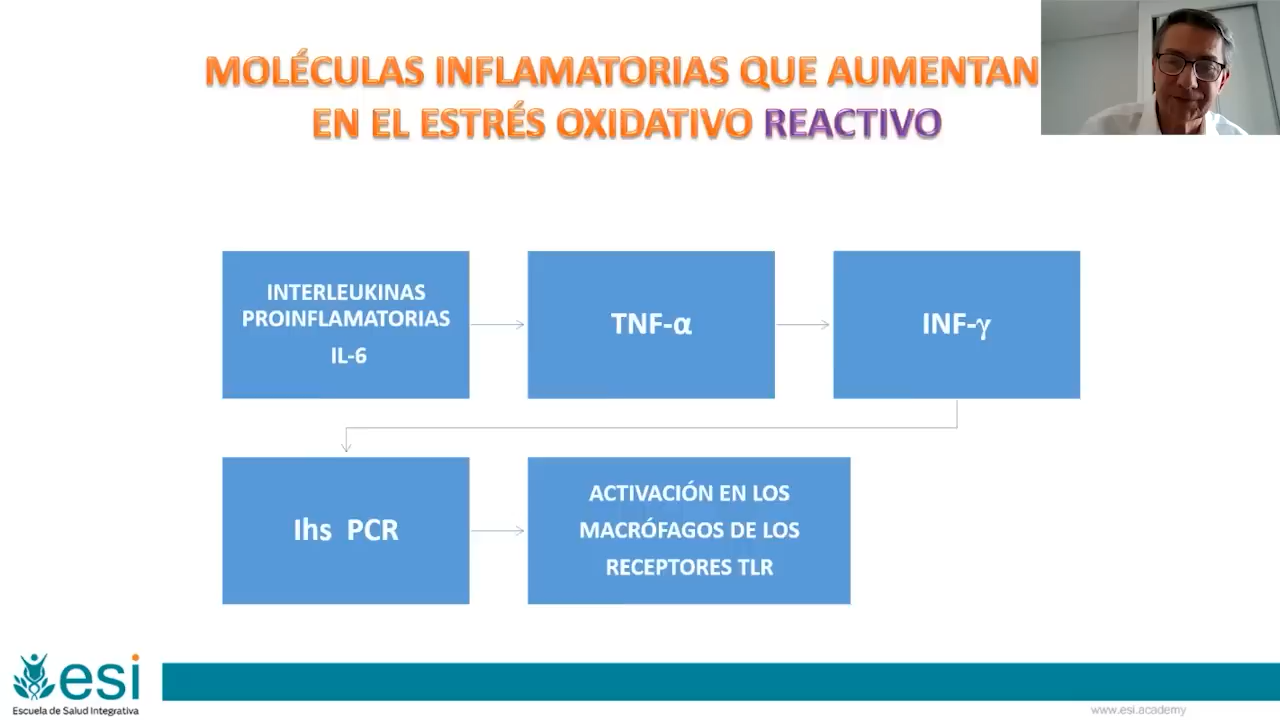 MOLÉCULAS INFLAMATORIAS QUE AUMENTAN
EN EL ESTRÉS OXIDATIVO REACTIVO
INTERLEUKINAS
PROINFLAMATORIAS
IL-6
TNF-α
INF-γ
Ihs PCR
ACTIVACIÓN EN LOS
MACRÓFAGOS DE LOS
RECEPTORES TLR
esi
Escuela de Salud Integrativa
www.esi.academy